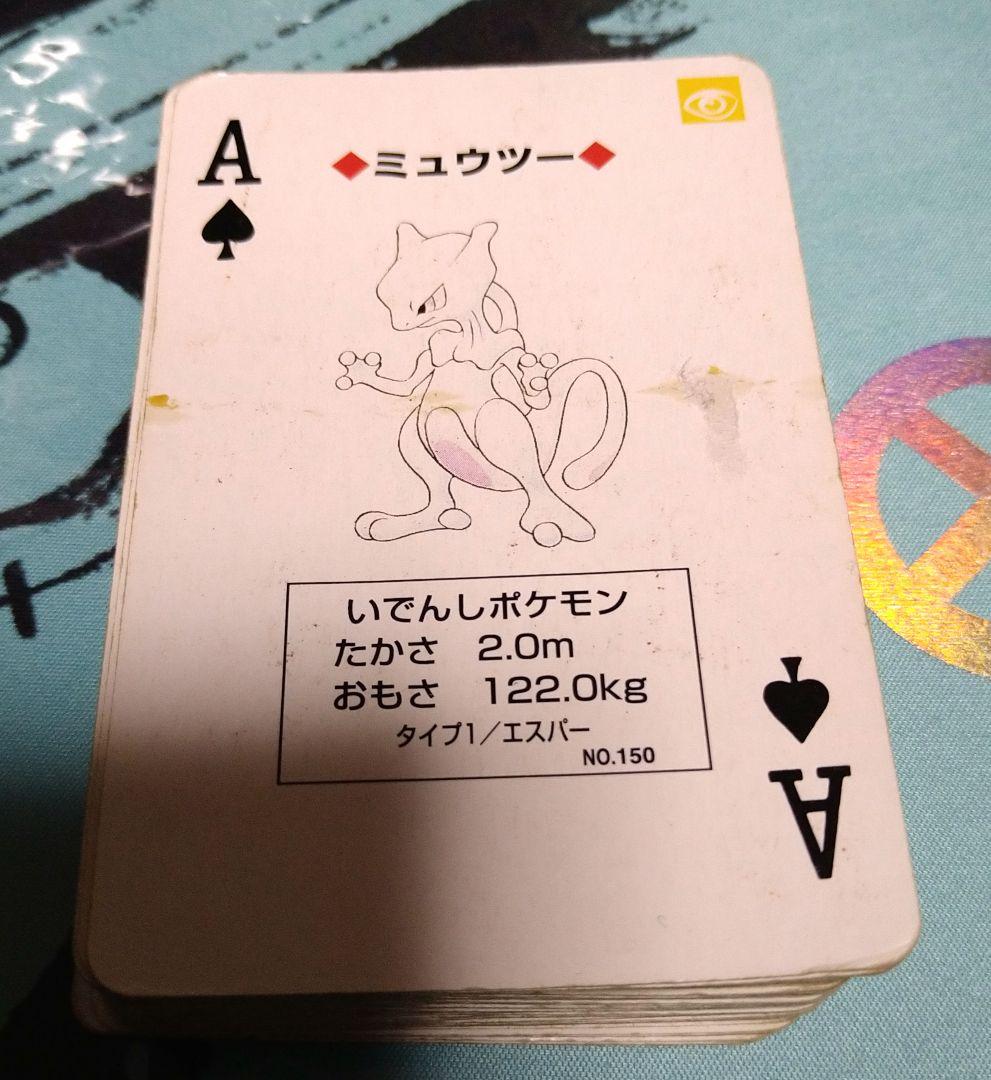 A
◆ミュウツー◆
いでんしポケモン
たかさ 2.0m
おもさ 122.0kg
タイプ1／エスパー
NO.150
A